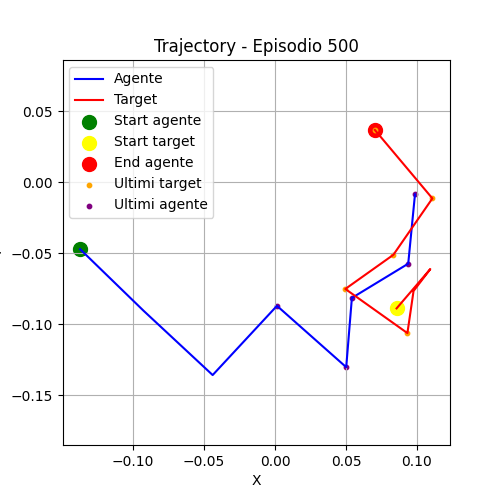 Trajectory - Episodio 500
Agente
Target
Start agente
Start target
End agente
Ultimi target
Ultimi agente
0.05
0.00
−0.05
−0.10
−0.15
−0.10
−0.05
0.00
0.05
0.10
X